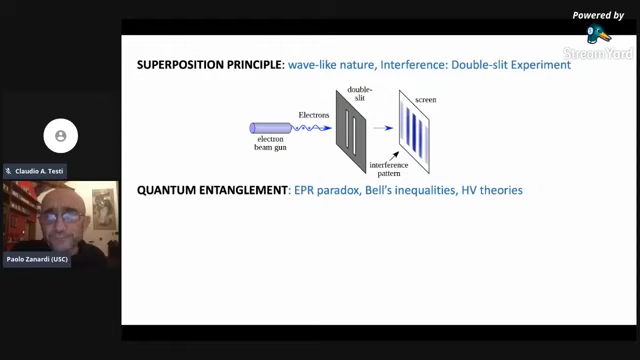 Powered by
StreamYard
SUPERPOSITION PRINCIPLE: wave-like nature, Interference: Double-slit Experiment
double-
slit
screen
Electrons
electron
beam gun
interference
pattern
Claudio A. Testi
QUANTUM ENTANGLEMENT: EPR paradox, Bell's inequalities, HV theories
Paolo Zanardi (USC)